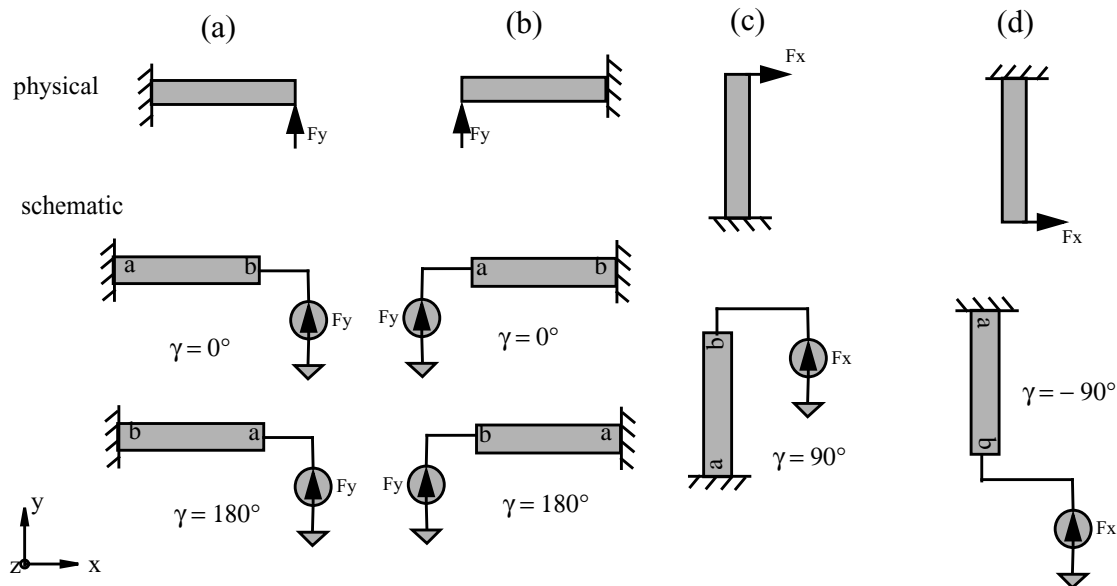 (a) (b) (c) (d)
physical
Fy
Fy
Fx
Fx
schematic
a b
Fy
γ = 0°
a b
Fy
γ = 0°
b a
Fy
γ = 180°
b a
Fy
γ = 180°
b
a
Fx
γ = 90°
a
b
Fx
γ = – 90°
y
z x